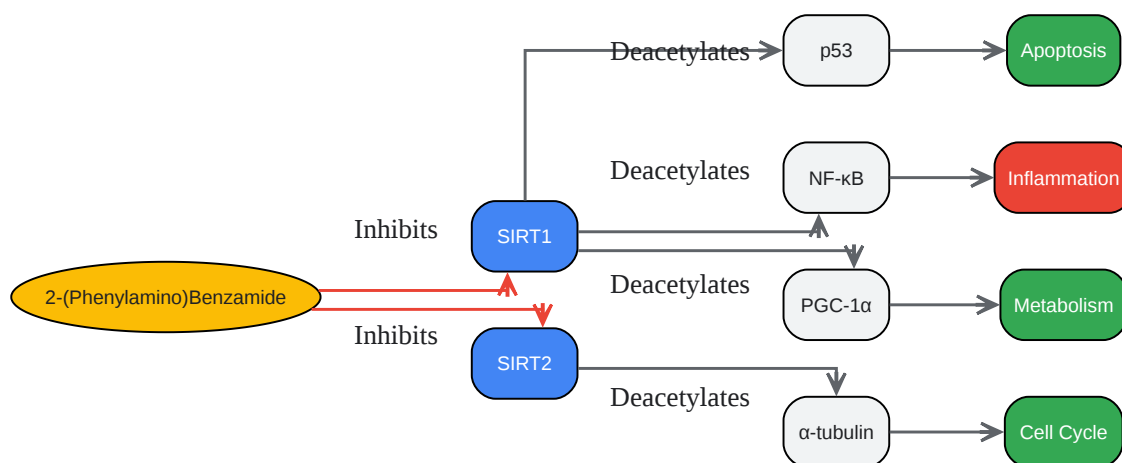 Deacetylates
p53
Apoptosis
Deacetylates
NF-κB
Inflammation
Inhibits
SIRT1
2-(Phenylamino)Benzamide
Deacetylates
PGC-1α
Metabolism
Inhibits
SIRT2
Deacetylates
α-tubulin
Cell Cycle